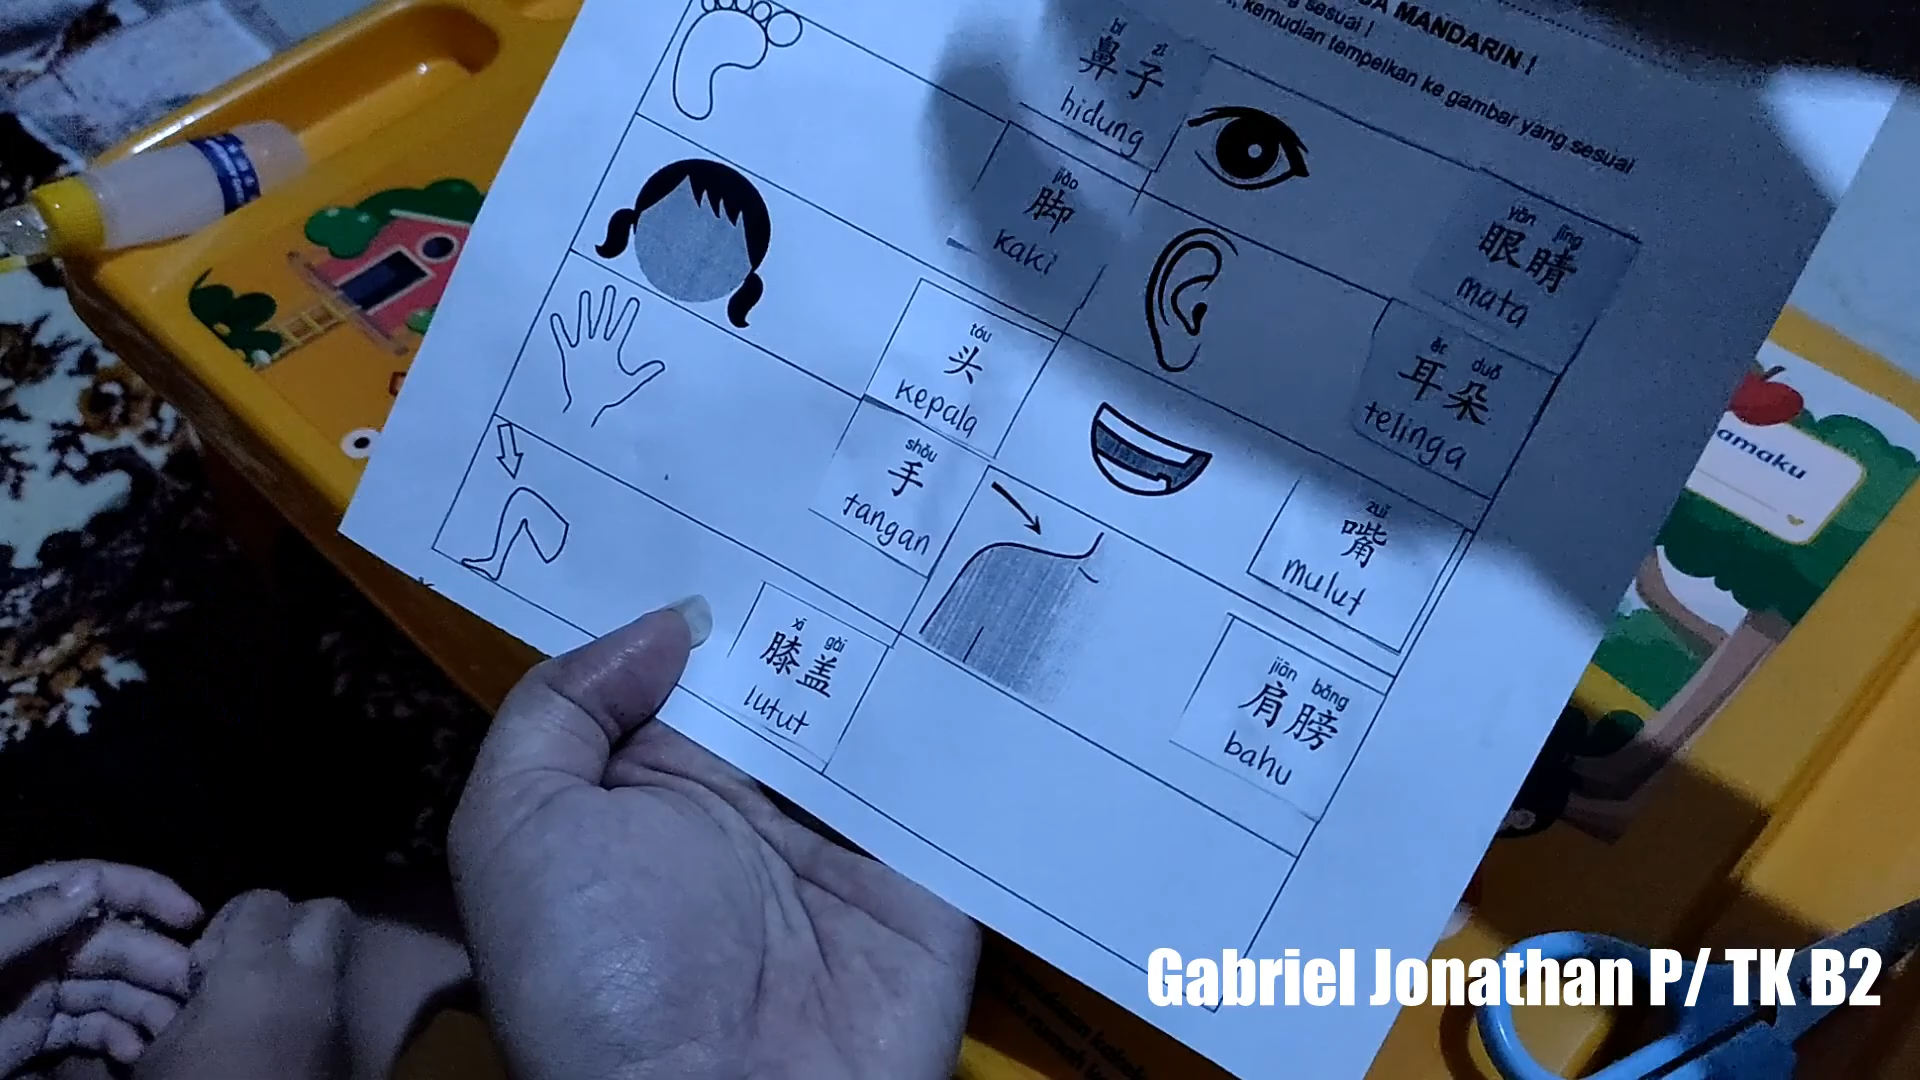 MANDARIN !
sesuai !
kemudian tempelkan ke gambar yang sesuai
bí zi
鼻子
hidung
jiǎo
脚
kaki
yǎn jīng
眼睛
mata
tóu
头
kepala
ěr duǒ
耳朵
telinga
shǒu
手
tangan
zuǐ
嘴
mulut
xī gài
膝盖
lutut
jiān bǎng
肩膀
bahu
amaku
Gabriel Jonathan P/ TK B2